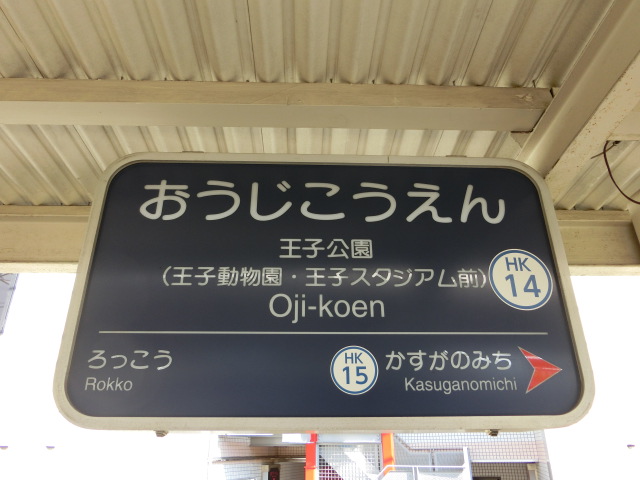 おうじこうえん
王子公園
(王子動物園・王子スタジアム前)
HK
14
Oji-koen
ろっこう
Rokko
HK
15
かすがのみち
Kasuganomichi